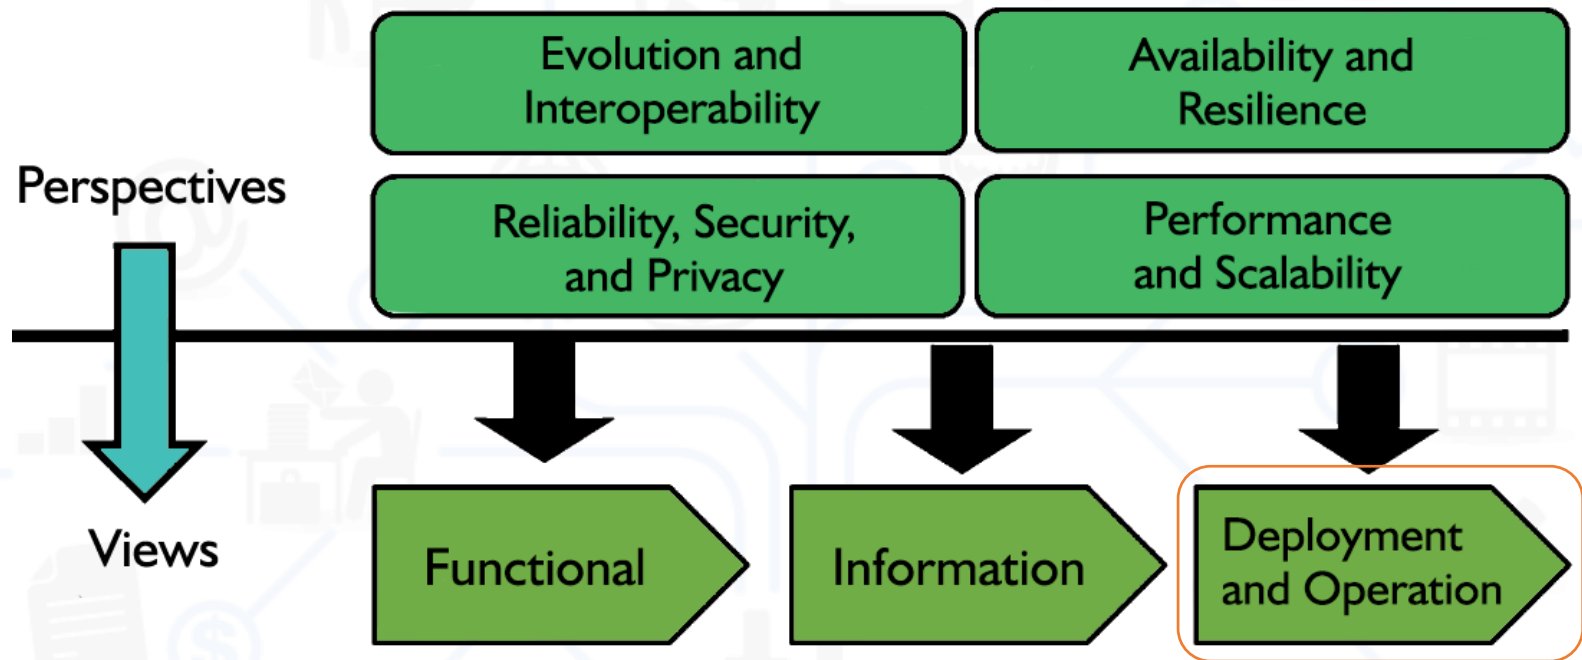 Evolution and
Interoperability
Availability and
Resilience
Perspectives
Reliability, Security,
and Privacy
Performance
and Scalability
Views
Functional
Information
Deployment
and Operation